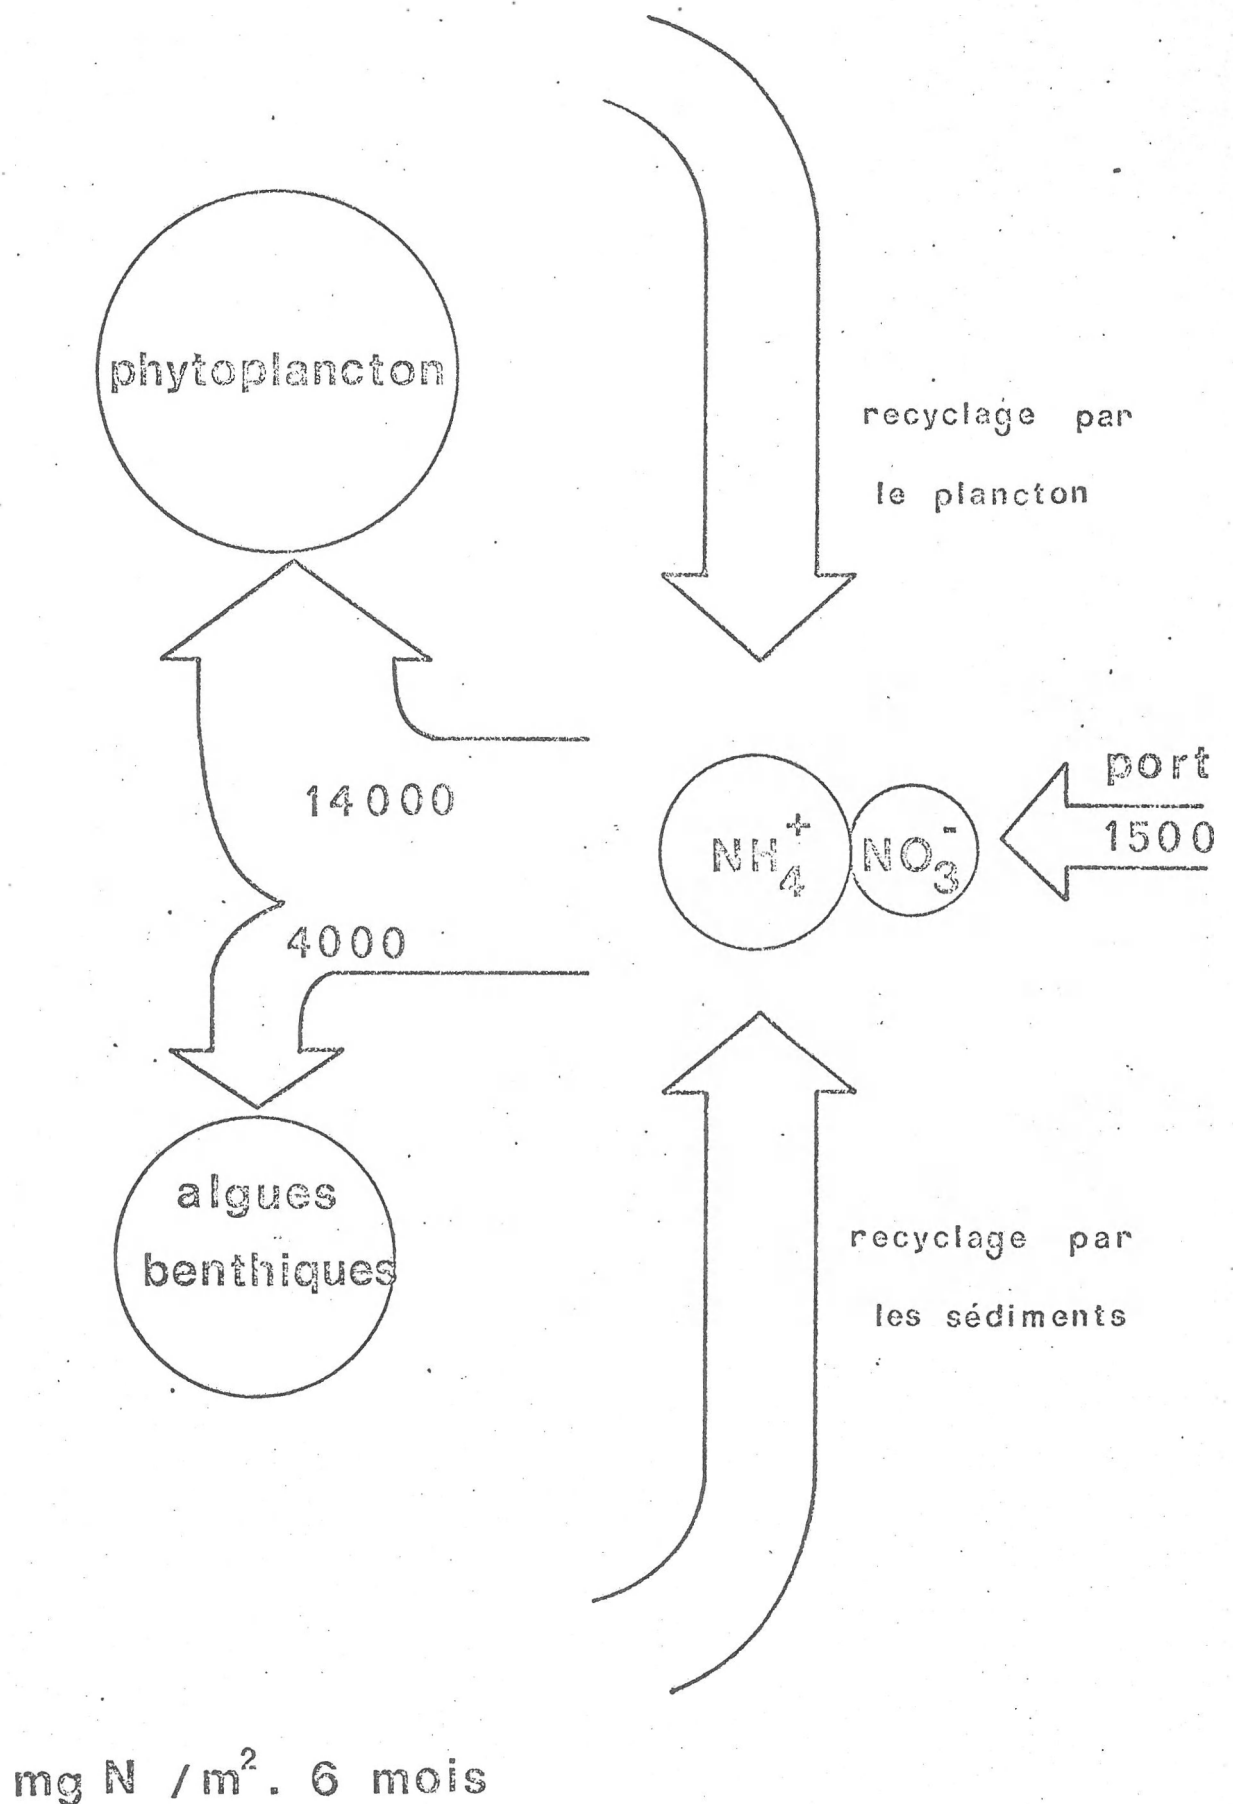 phytoplancton
recyclage par
le plancton
14000
4000
NH4+
NO3-
port
1500
algues
benthiques
recyclage par
les sédiments
mg N /m². 6 mois